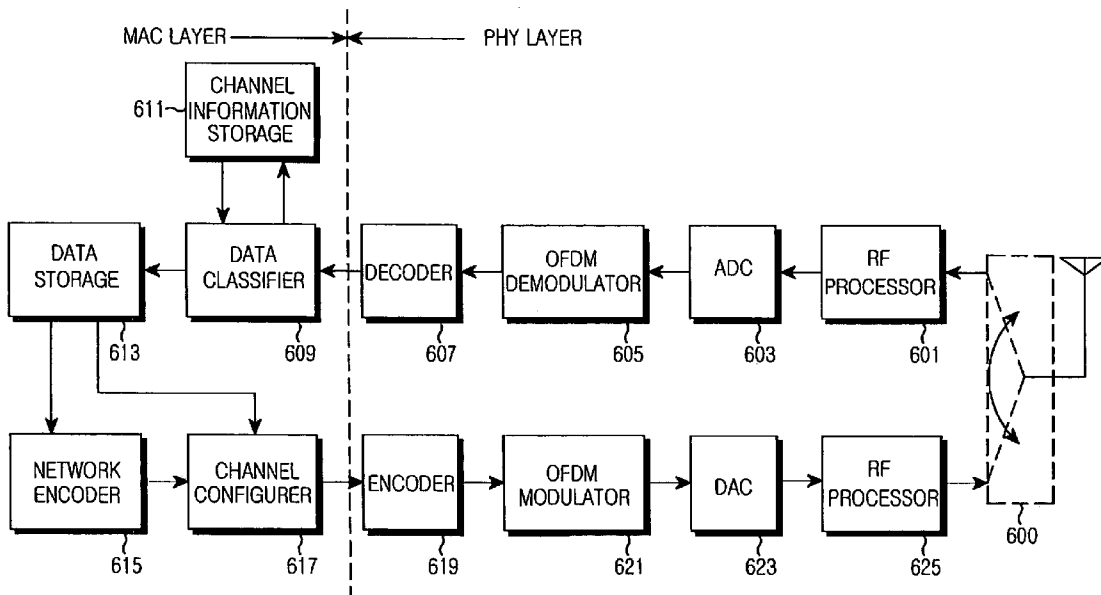 MAC LAYER
PHY LAYER
CHANNEL
INFORMATION
STORAGE
611
DATA
STORAGE
DATA
CLASSIFIER
DECODER
OFDM
DEMODULATOR
ADC
RF
PROCESSOR
613
609
607
605
603
601
NETWORK
ENCODER
CHANNEL
CONFIGURER
ENCODER
OFDM
MODULATOR
DAC
RF
PROCESSOR
600
615
617
619
621
623
625